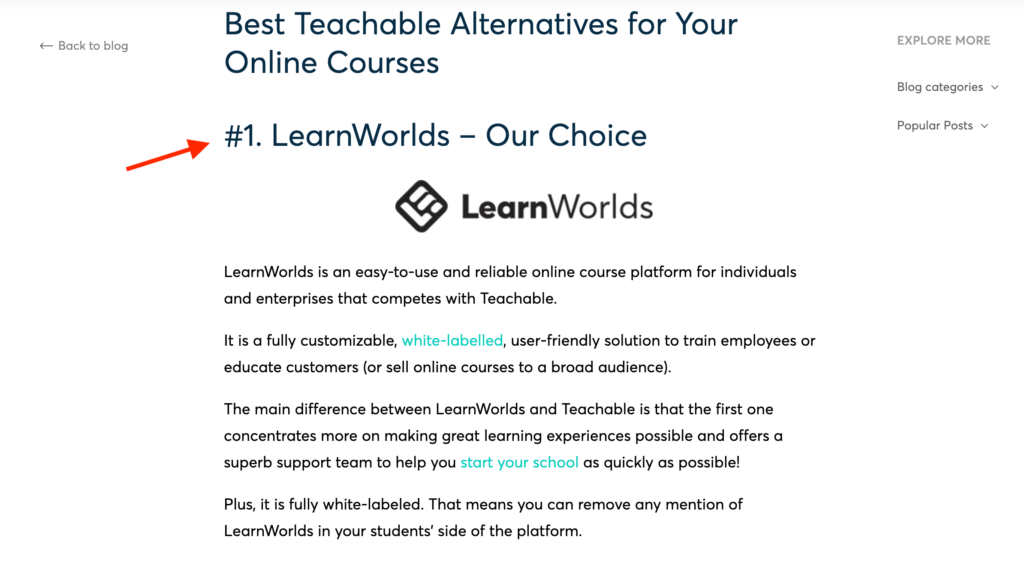 Best Teachable Alternatives for Your
Online Courses
← Back to blog
EXPLORE MORE
Blog categories
Popular Posts
#1. LearnWorlds – Our Choice
LearnWorlds
LearnWorlds is an easy-to-use and reliable online course platform for individuals
and enterprises that competes with Teachable.
It is a fully customizable, white-labelled, user-friendly solution to train employees or
educate customers (or sell online courses to a broad audience).
The main difference between LearnWorlds and Teachable is that the first one
concentrates more on making great learning experiences possible and offers a
superb support team to help you start your school as quickly as possible!
Plus, it is fully white-labeled. That means you can remove any mention of
LearnWorlds in your students’ side of the platform.